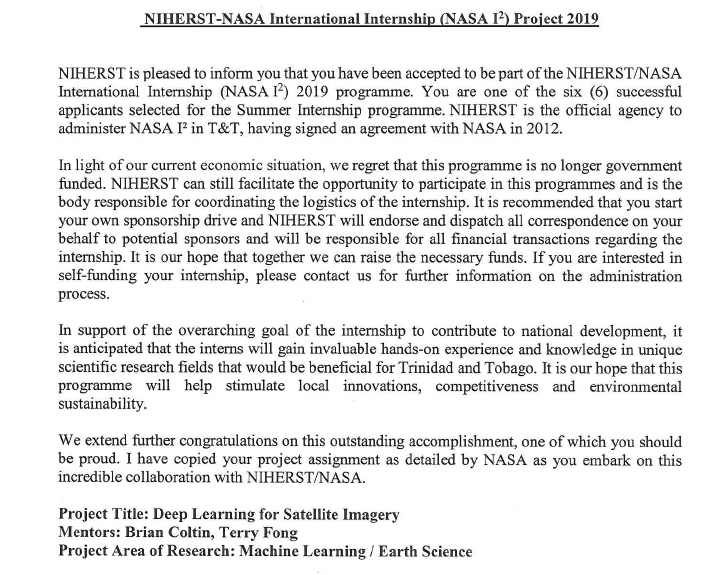 NIHERST-NASA International Internship (NASA I²) Project 2019
NIHERST is pleased to inform you that you have been accepted to be part of the NIHERST/NASA
International Internship (NASA I²) 2019 programme. You are one of the six (6) successful
applicants selected for the Summer Internship programme. NIHERST is the official agency to
administer NASA I² in T&T, having signed an agreement with NASA in 2012.
In light of our current economic situation, we regret that this programme is no longer government
funded. NIHERST can still facilitate the opportunity to participate in this programmes and is the
body responsible for coordinating the logistics of the internship. It is recommended that you start
your own sponsorship drive and NIHERST will endorse and dispatch all correspondence on your
behalf to potential sponsors and will be responsible for all financial transactions regarding the
internship. It is our hope that together we can raise the necessary funds. If you are interested in
self-funding your internship, please contact us for further information on the administration
process.
In support of the overarching goal of the internship to contribute to national development, it
is anticipated that the interns will gain invaluable hands-on experience and knowledge in unique
scientific research fields that would be beneficial for Trinidad and Tobago. It is our hope that this
programme will help stimulate local innovations, competitiveness and environmental
sustainability.
We extend further congratulations on this outstanding accomplishment, one of which you should
be proud. I have copied your project assignment as detailed by NASA as you embark on this
incredible collaboration with NIHERST/NASA.
Project Title: Deep Learning for Satellite Imagery
Mentors: Brian Coltin, Terry Fong
Project Area of Research: Machine Learning / Earth Science